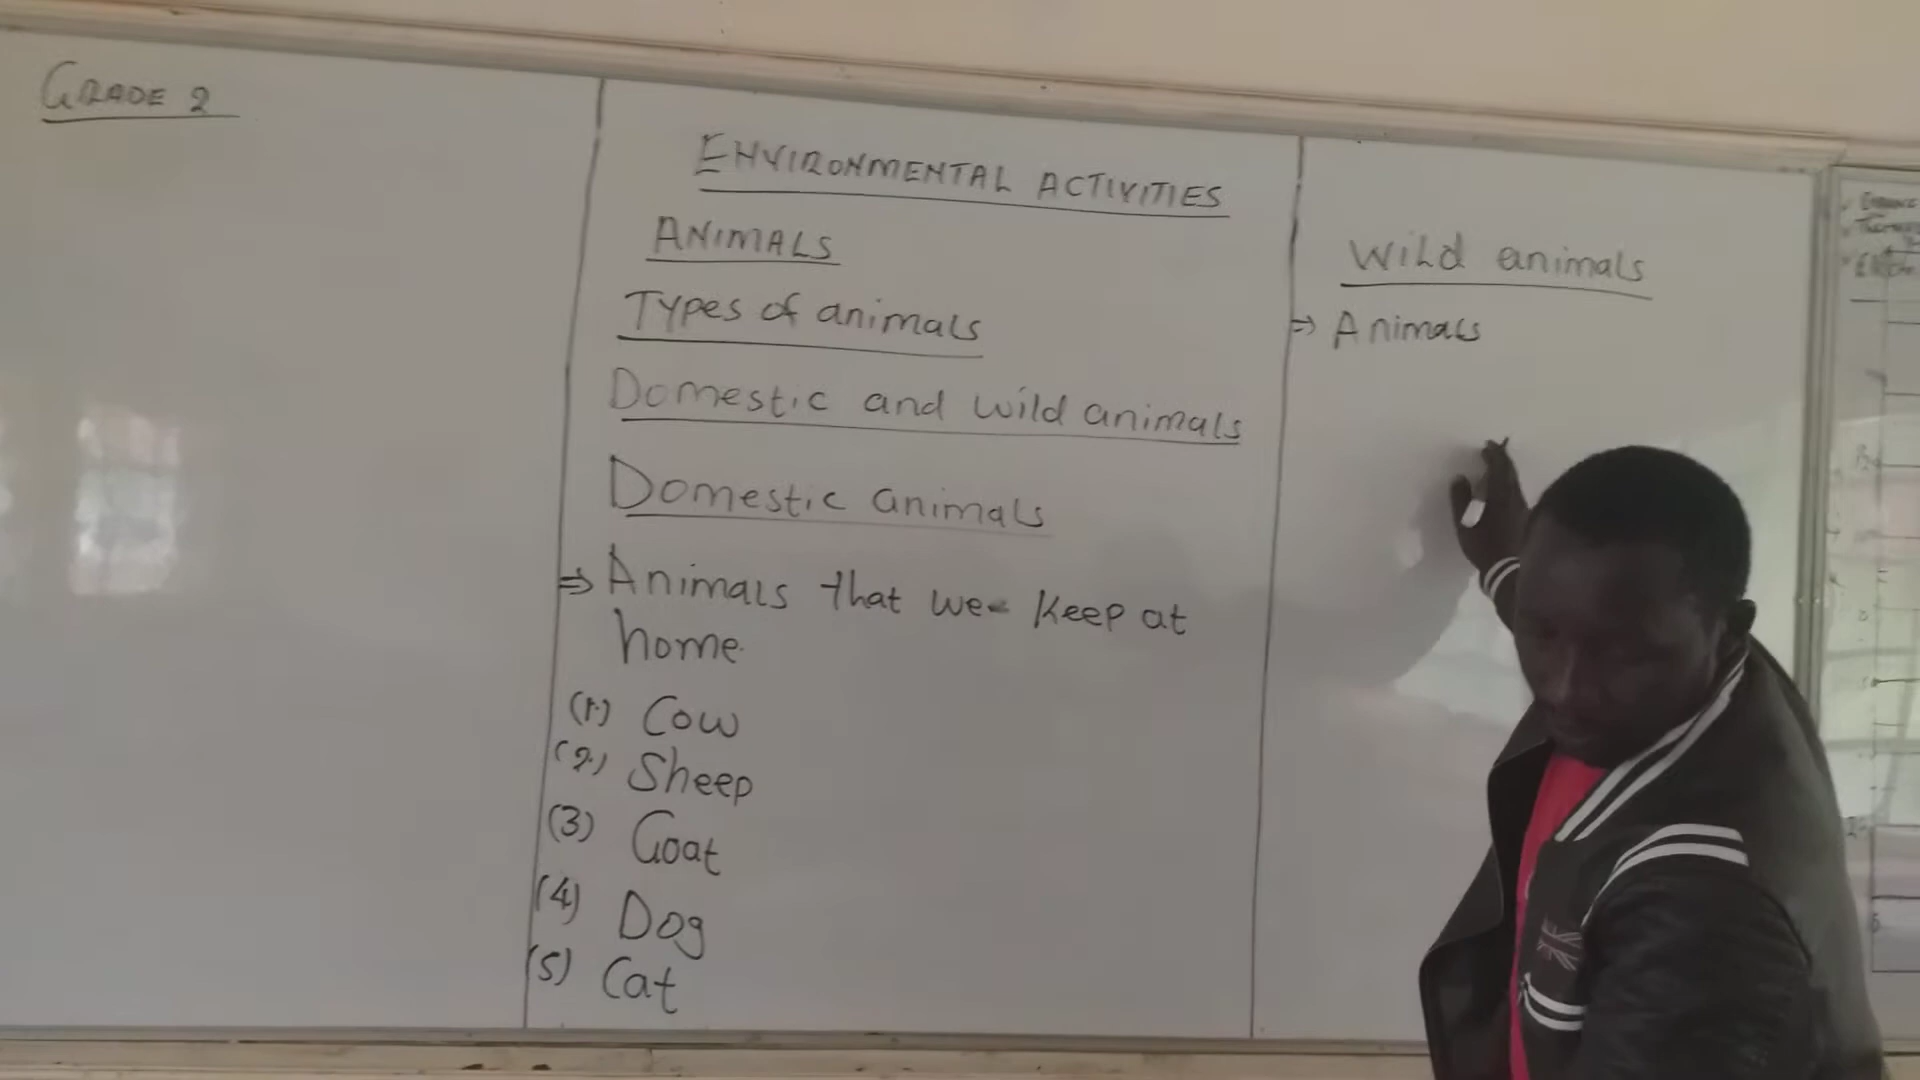 GRADE 2
ENVIRONMENTAL ACTIVITIES
ANIMALS
Types of animals
Domestic and wild animals
Domestic animals
⇒ Animals that we keep at
home.
(1.) Cow
(2.) Sheep
(3) Goat
(4) Dog
(5) Cat
Wild animals
⇒ Animals